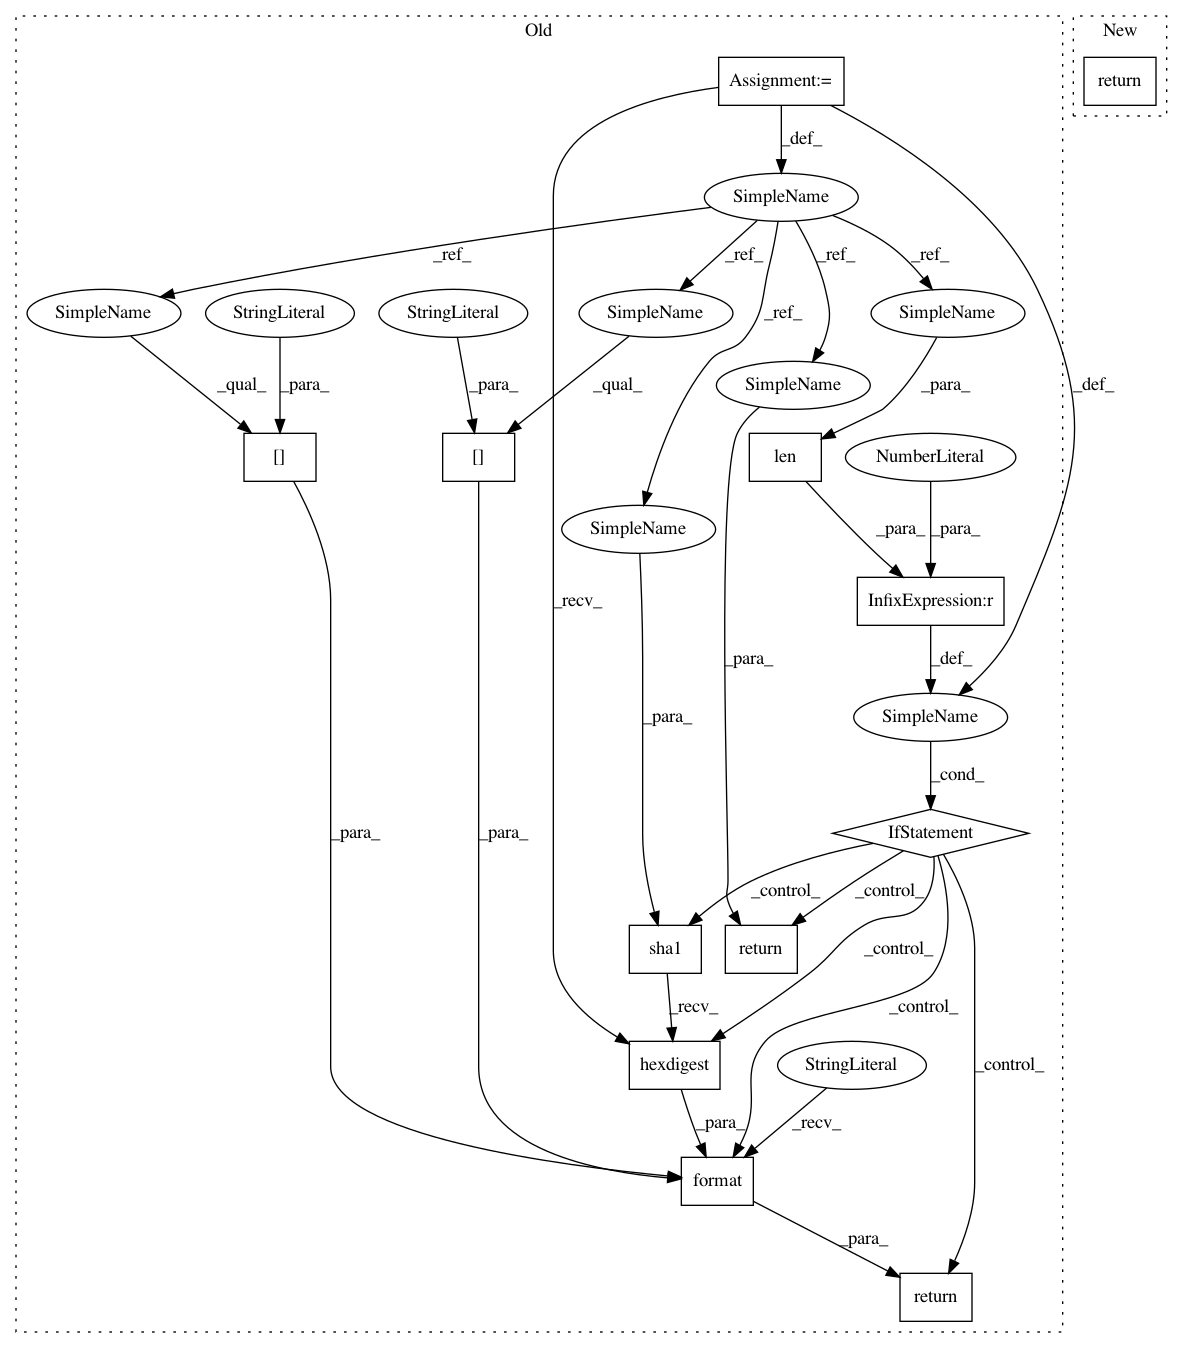 Old
New
Assignment:=
return
_def_
SimpleName
_ref_
_ref_
_ref_
_ref_
_ref_
SimpleName
StringLiteral
StringLiteral
SimpleName
SimpleName
SimpleName
_qual_
_para_
_para_
_qual_
_para_
_def_
[]
[]
len
NumberLiteral
SimpleName
_para_
_para_
_recv_
InfixExpression:r
_para_
_def_
_para_
SimpleName
_cond_
_para_
_para_
IfStatement
_control_
_control_
sha1
return
_control_
_recv_
_control_
hexdigest
StringLiteral
_control_
_para_
_recv_
format
_para_
return